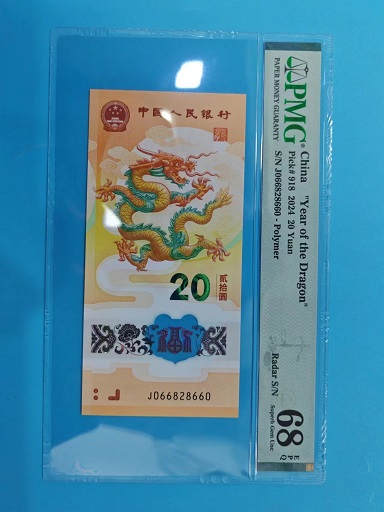 中国人民银行
20 贰拾圆
J066828660
PMG
PAPER MONEY GUARANTY
China "Year of the Dragon"
Pick# 918 2024 20 Yuan
S/N J066828660 - Polymer
Radar S/N
68 EPQ
Superb Gem Unc